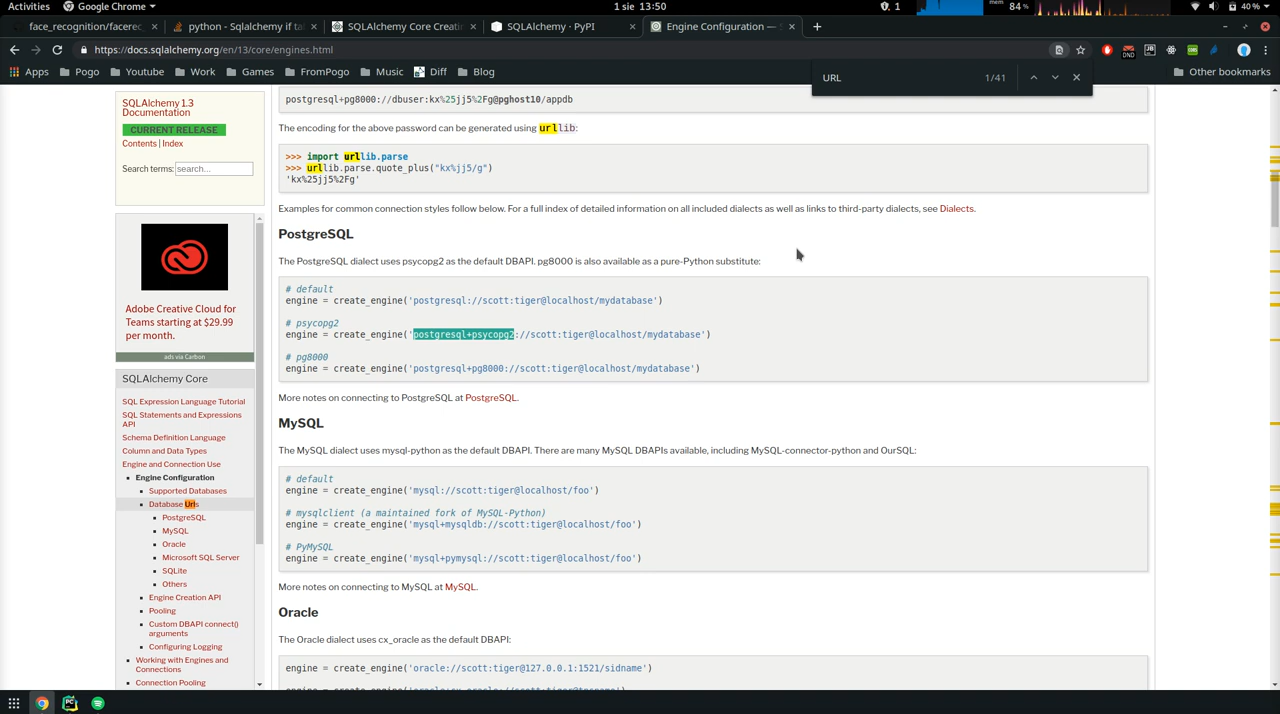 Activities Google Chrome 1 sie 13:50 1 mem 84 % 40 %
face_recognition/facerec python - Sqlalchemy if tab SQLAlchemy Core Creatin SQLAlchemy · PyPI Engine Configuration — S
https://docs.sqlalchemy.org/en/13/core/engines.html
Apps Pogo Youtube Work Games FromPogo Music Diff Blog Other bookmarks
URL 1/41
SQLAlchemy 1.3
Documentation
CURRENT RELEASE
Contents | Index
Search terms: search...
Adobe Creative Cloud for
Teams starting at $29.99
per month.
ads via Carbon
SQLAlchemy Core
SQL Expression Language Tutorial
SQL Statements and Expressions
API
Schema Definition Language
Column and Data Types
Engine and Connection Use
Engine Configuration
Supported Databases
Database Urls
PostgreSQL
MySQL
Oracle
Microsoft SQL Server
SQLite
Others
Engine Creation API
Pooling
Custom DBAPI connect()
arguments
Configuring Logging
Working with Engines and
Connections
Connection Pooling
postgresql+pg8000://dbuser:kx%25jj5%2Fg@pghost10/appdb
The encoding for the above password can be generated using urllib:
>>> import urllib.parse
>>> urllib.parse.quote_plus("kx%jj5/g")
'kx%25jj5%2Fg'
Examples for common connection styles follow below. For a full index of detailed information on all included dialects as well as links to third-party dialects, see Dialects.
PostgreSQL
The PostgreSQL dialect uses psycopg2 as the default DBAPI. pg8000 is also available as a pure-Python substitute:
# default
engine = create_engine('postgresql://scott:tiger@localhost/mydatabase')
# psycopg2
engine = create_engine('postgresql+psycopg2://scott:tiger@localhost/mydatabase')
# pg8000
engine = create_engine('postgresql+pg8000://scott:tiger@localhost/mydatabase')
More notes on connecting to PostgreSQL at PostgreSQL.
MySQL
The MySQL dialect uses mysql-python as the default DBAPI. There are many MySQL DBAPIs available, including MySQL-connector-python and OurSQL:
# default
engine = create_engine('mysql://scott:tiger@localhost/foo')
# mysqlclient (a maintained fork of MySQL-Python)
engine = create_engine('mysql+mysqldb://scott:tiger@localhost/foo')
# PyMySQL
engine = create_engine('mysql+pymysql://scott:tiger@localhost/foo')
More notes on connecting to MySQL at MySQL.
Oracle
The Oracle dialect uses cx_oracle as the default DBAPI:
engine = create_engine('oracle://scott:tiger@127.0.0.1:1521/sidname')